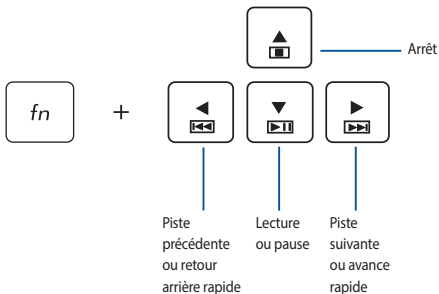 Arrêt
fn
+
Piste
précédente
ou retour
arrière rapide
Lecture
ou pause
Piste
suivante
ou avance
rapide